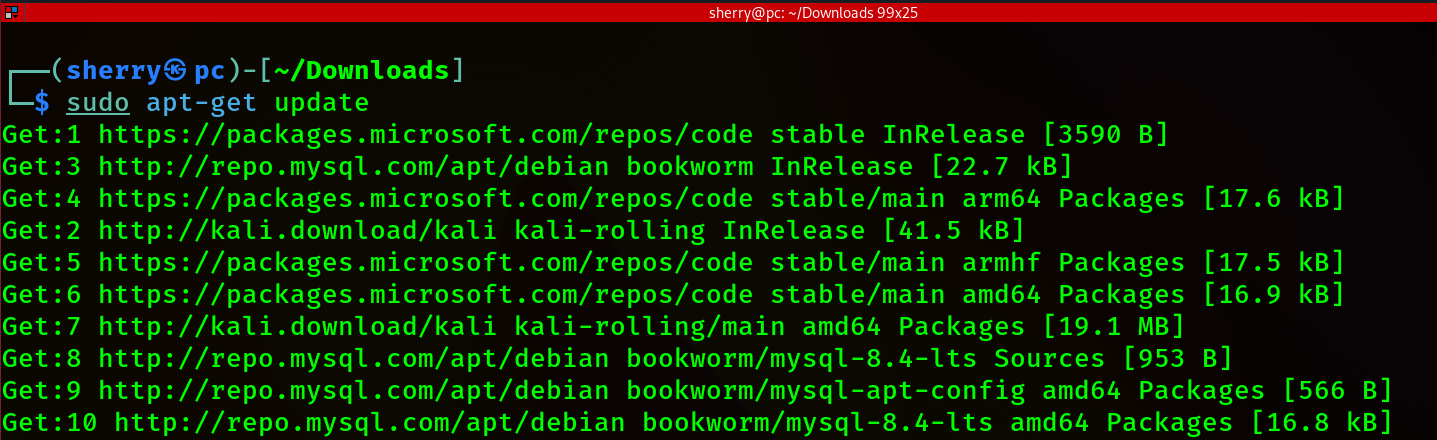 sherry@pc: ~/Downloads 99x25
┌──(sherry㉿pc)-[~/Downloads]
└─$ sudo apt-get update
Get:1 https://packages.microsoft.com/repos/code stable InRelease [3590 B]
Get:3 http://repo.mysql.com/apt/debian bookworm InRelease [22.7 kB]
Get:4 https://packages.microsoft.com/repos/code stable/main arm64 Packages [17.6 kB]
Get:2 http://kali.download/kali kali-rolling InRelease [41.5 kB]
Get:5 https://packages.microsoft.com/repos/code stable/main armhf Packages [17.5 kB]
Get:6 https://packages.microsoft.com/repos/code stable/main amd64 Packages [16.9 kB]
Get:7 http://kali.download/kali kali-rolling/main amd64 Packages [19.1 MB]
Get:8 http://repo.mysql.com/apt/debian bookworm/mysql-8.4-lts Sources [953 B]
Get:9 http://repo.mysql.com/apt/debian bookworm/mysql-apt-config amd64 Packages [566 B]
Get:10 http://repo.mysql.com/apt/debian bookworm/mysql-8.4-lts amd64 Packages [16.8 kB]